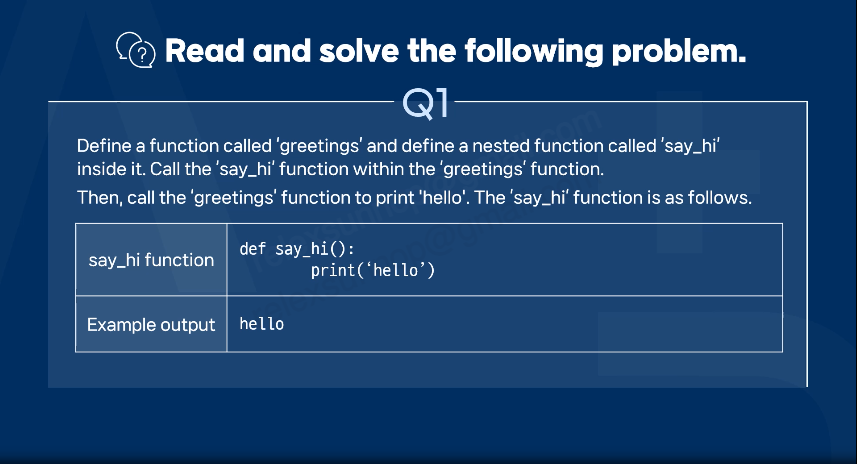 Read and solve the following problem.
Q1
Define a function called 'greetings' and define a nested function called 'say_hi'
inside it. Call the 'say_hi' function within the 'greetings' function.
Then, call the 'greetings' function to print 'hello'. The 'say_hi' function is as follows.
say_hi function
def say_hi():
print(‘hello’)
Example output
hello